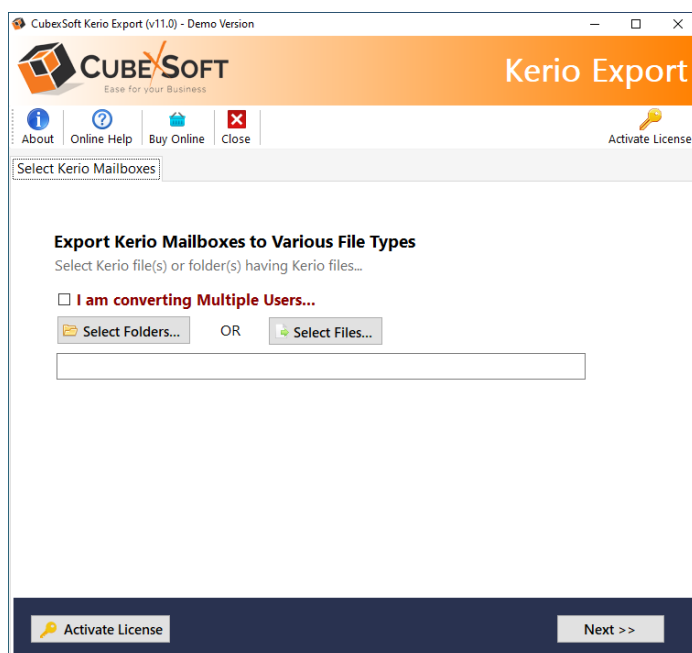 CubexSoft Kerio Export (v11.0) - Demo Version
CUBEXSOFT
Ease for your Business
Kerio Export
About Online Help Buy Online Close Activate License
Select Kerio Mailboxes
Export Kerio Mailboxes to Various File Types
Select Kerio file(s) or folder(s) having Kerio files...
I am converting Multiple Users...
Select Folders... OR Select Files...
Activate License Next >>